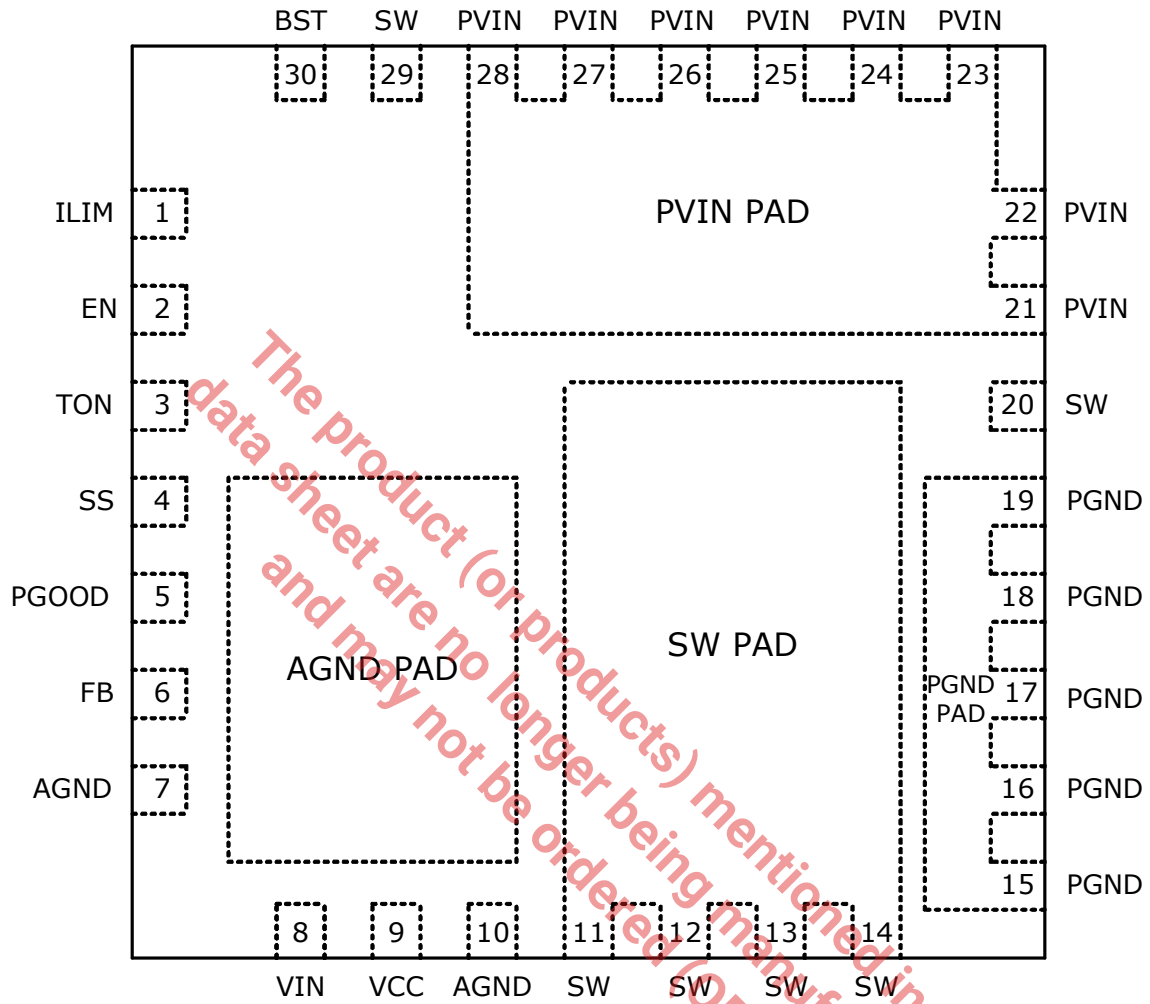 BST SW PVIN PVIN PVIN PVIN PVIN PVIN
30 29 28 27 26 25 24 23
ILIM 1
PVIN PAD
22 PVIN
EN 2
21 PVIN
TON 3
20 SW
SS 4
19 PGND
PGOOD 5
18 PGND
AGND PAD
SW PAD
FB 6
PGND PAD
17 PGND
AGND 7
16 PGND
15 PGND
8 9 10 11 12 13 14
VIN VCC AGND SW SW SW SW
The product (or products) mentioned in
data sheet are no longer being manuf
and may not be ordered (or